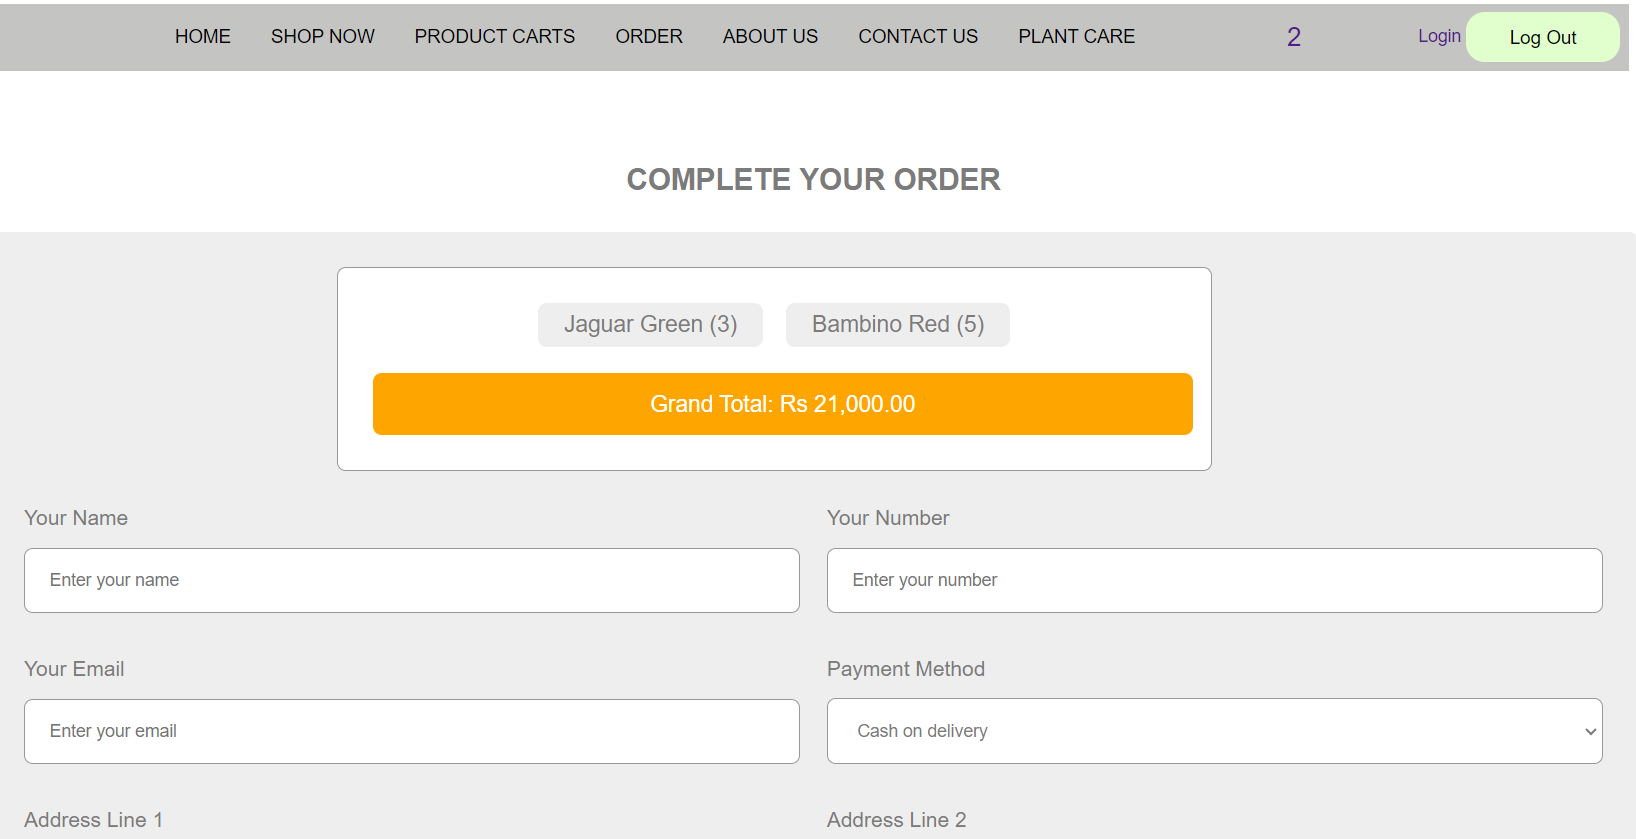 HOME SHOP NOW PRODUCT CARTS ORDER ABOUT US CONTACT US PLANT CARE 2 Login Log Out
COMPLETE YOUR ORDER
Jaguar Green (3) Bambino Red (5)
Grand Total: Rs 21,000.00
Your Name Your Number
Enter your name Enter your number
Your Email Payment Method
Enter your email Cash on delivery
Address Line 1 Address Line 2